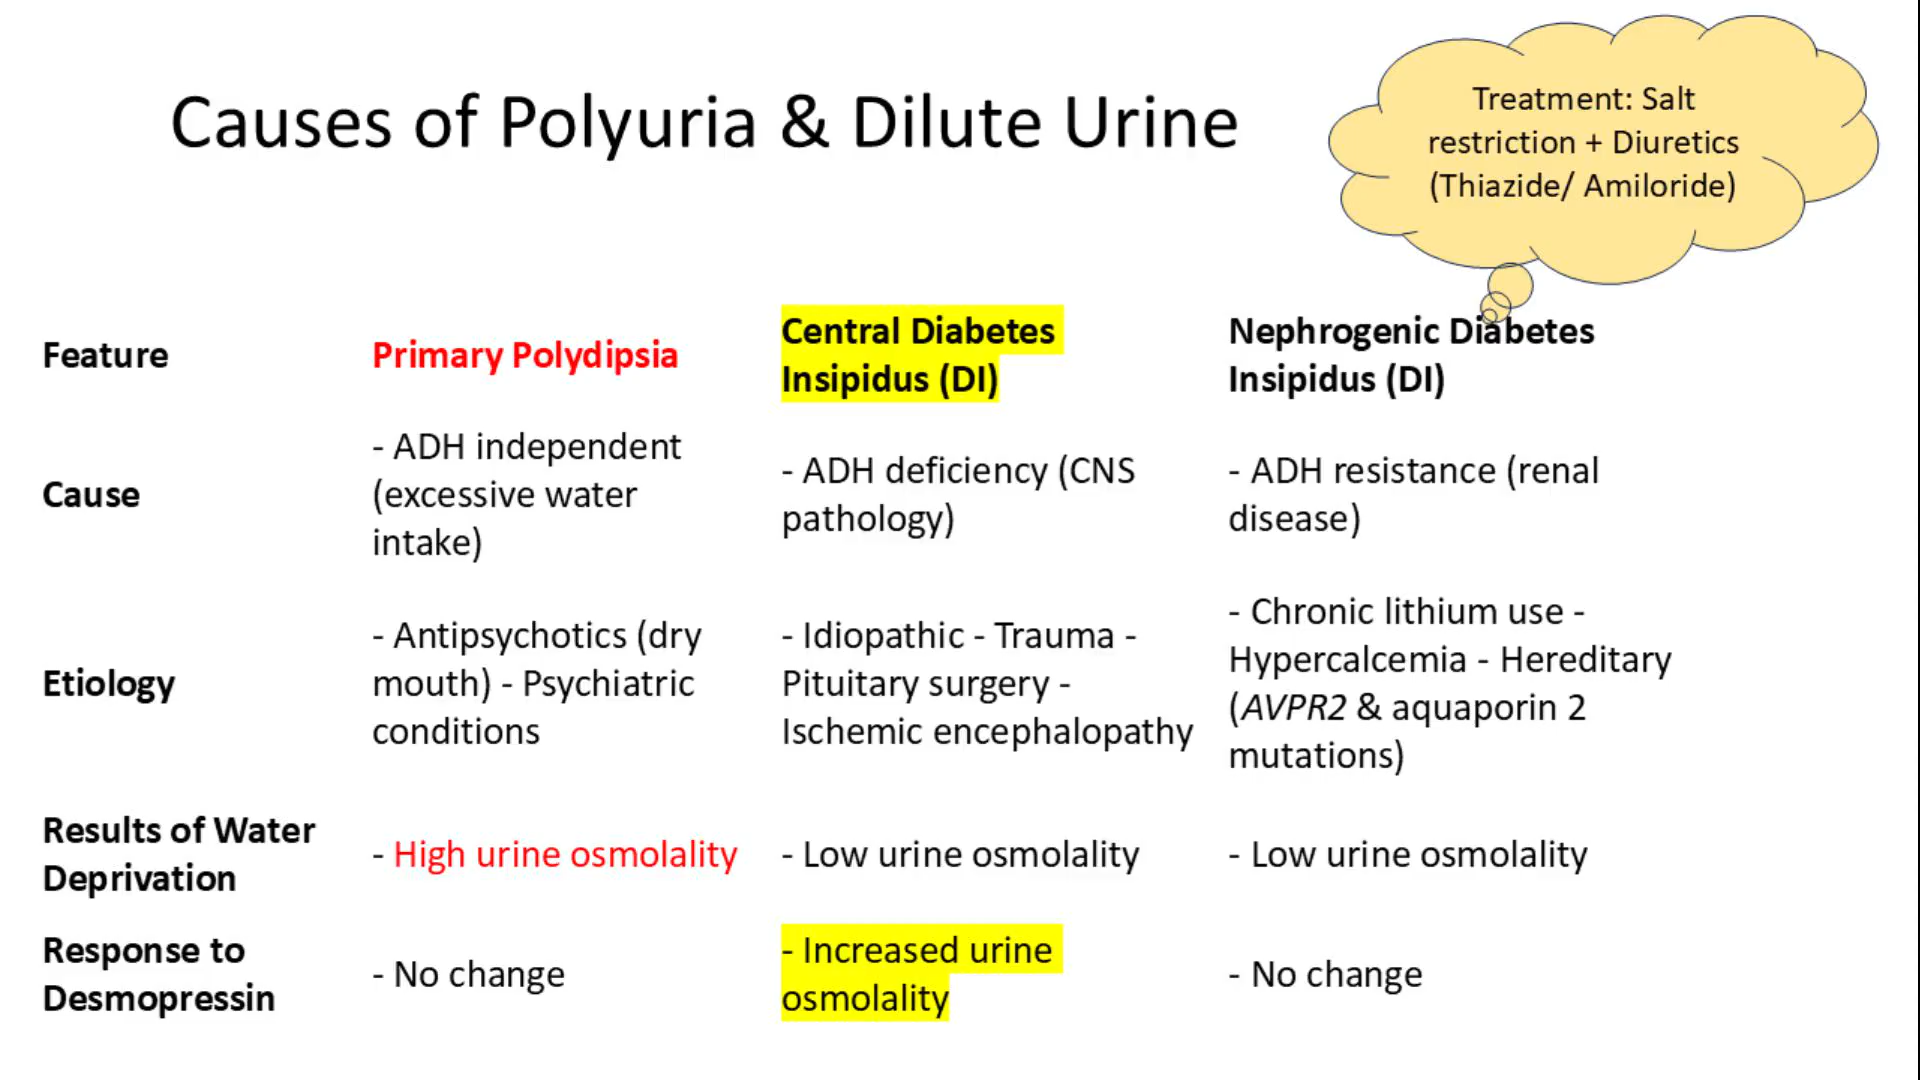 Causes of Polyuria & Dilute Urine
Treatment: Salt
restriction + Diuretics
(Thiazide/ Amiloride)
Feature
Primary Polydipsia
Central Diabetes
Insipidus (DI)
Nephrogenic Diabetes
Insipidus (DI)
Cause
- ADH independent
(excessive water
intake)
- ADH deficiency (CNS
pathology)
- ADH resistance (renal
disease)
Etiology
- Antipsychotics (dry
mouth) - Psychiatric
conditions
- Idiopathic - Trauma -
Pituitary surgery -
Ischemic encephalopathy
- Chronic lithium use -
Hypercalcemia - Hereditary
(AVPR2 & aquaporin 2
mutations)
Results of Water
Deprivation
- High urine osmolality
- Low urine osmolality
- Low urine osmolality
Response to
Desmopressin
- No change
- Increased urine
osmolality
- No change